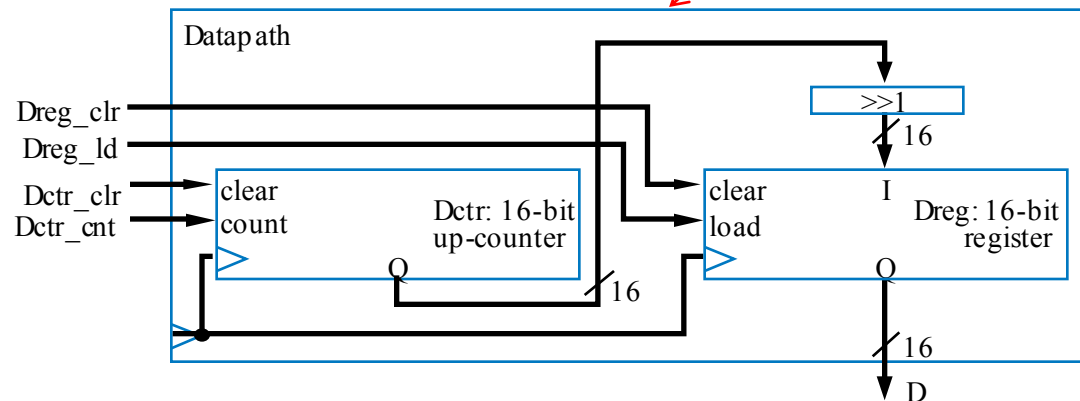 Datapath
>>1
Dreg_clr
16
Dreg_ld
Dctr_clr
Dctr_cnt
clear
count
Dctr: 16-bit
up-counter
Q
16
clear
load
I
Dreg: 16-bit
register
Q
16
D